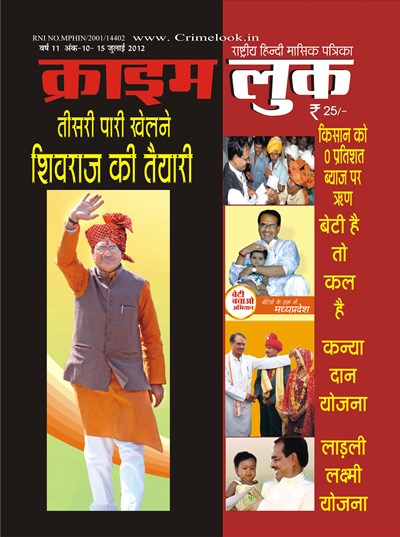 RNI NO.MPHIN/2001/14402
www.Crimelook.in
वर्ष 11 अंक-10- 15 जुलाई 2012
राष्ट्रीय हिन्दी मासिक पत्रिका
क्राइम लुक
₹ 25/-
तीसरी पारी खेलने
शिवराज की तैयारी
किसान को
0 प्रतिशत
ब्याज पर
ऋण
बेटी है
तो
कल
है
बेटी
बचाओ
अभियान
बेटियों के हक में
मध्यप्रदेश
कन्या
दान
योजना
लाड़ली
लक्ष्मी
योजना